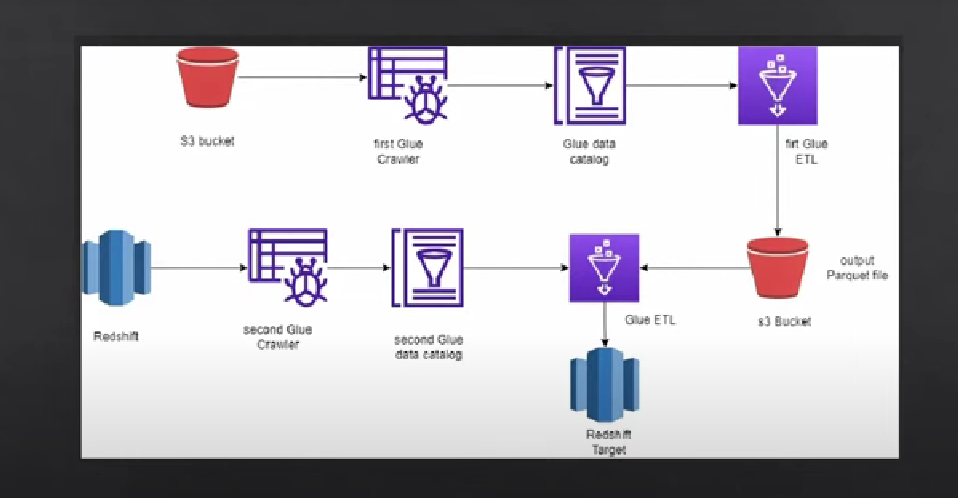 S3 bucket
first Glue
Crawler
Glue data
catalog
firt Glue
ETL
output
Parquet file
Redshift
second Glue
Crawler
second Glue
data catalog
Glue ETL
s3 Bucket
Redshift
Target